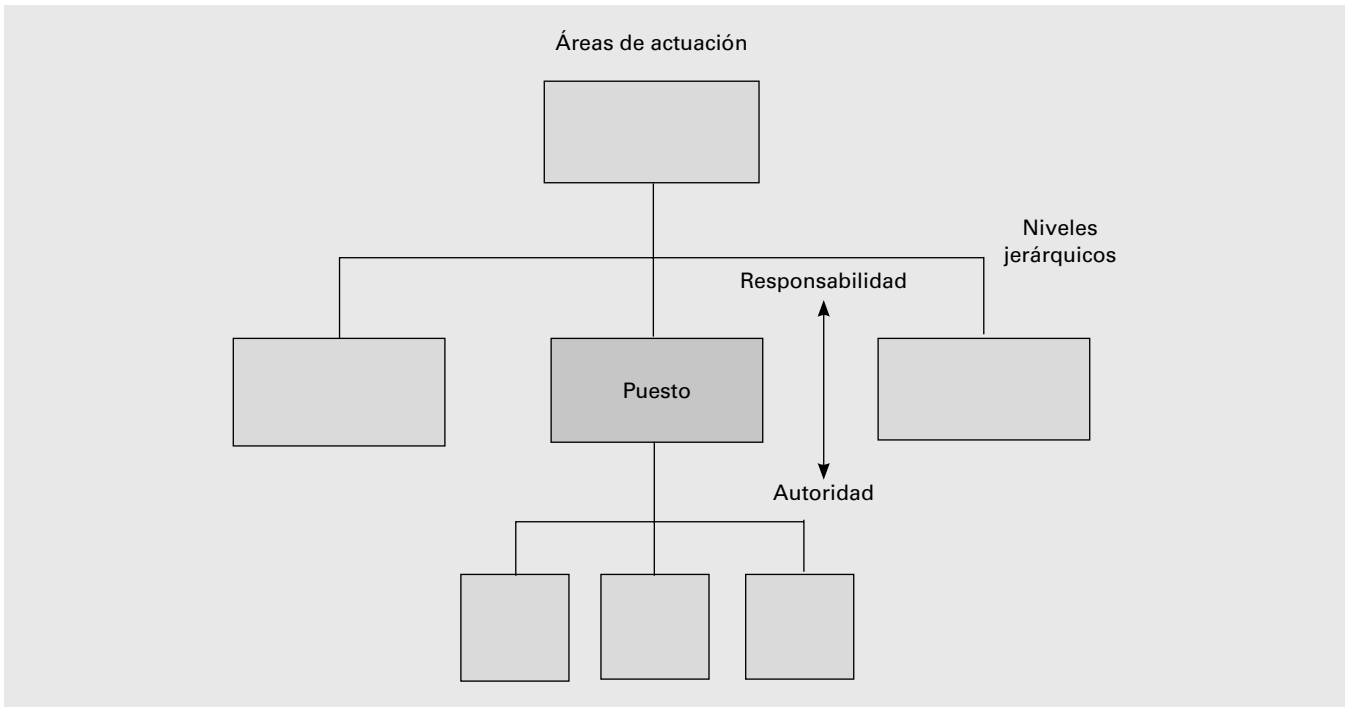 Áreas de actuación
Niveles
jerárquicos
Responsabilidad
Puesto
Autoridad